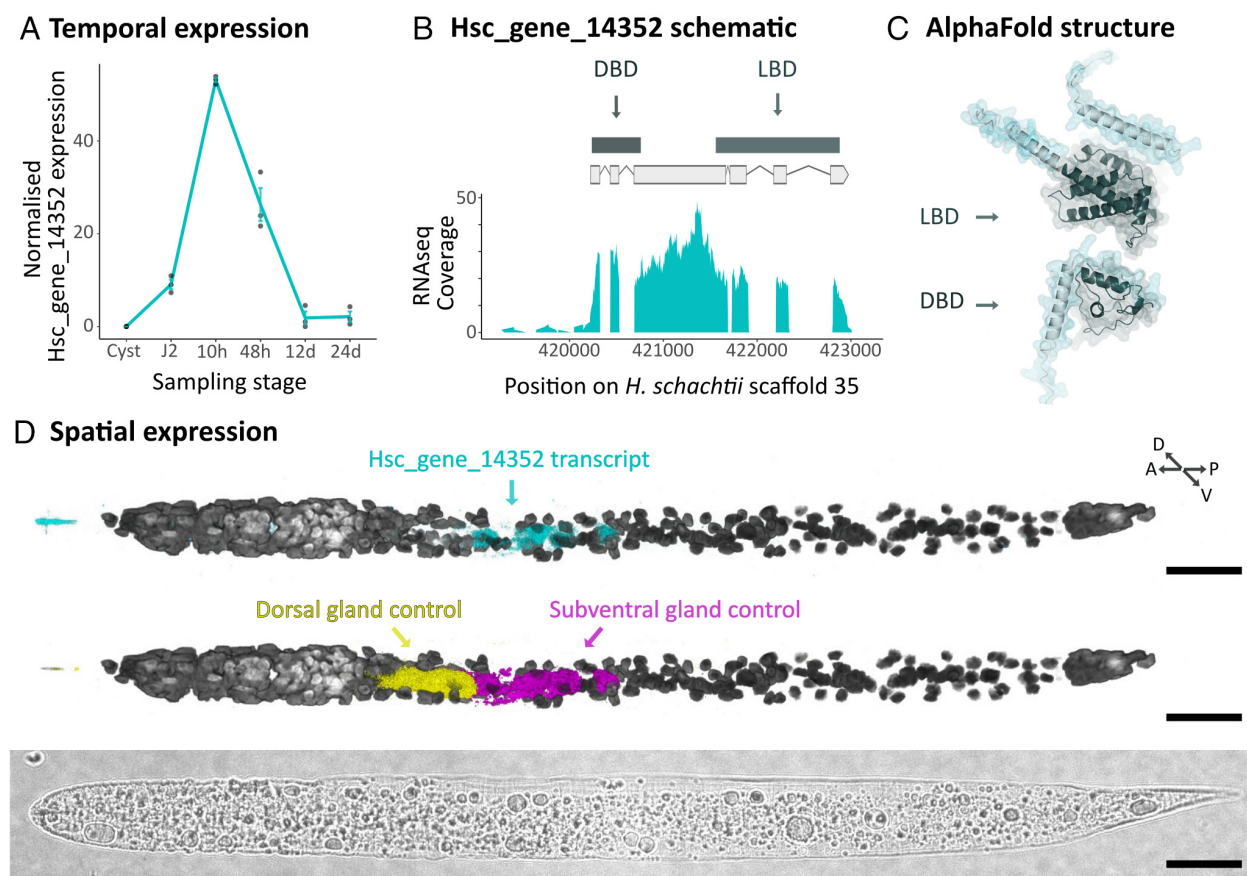 A Temporal expression
Normalised
Hsc_gene_14352 expression
40
20
0
Cyst J2 10h 48h 12d 24d
Sampling stage
B Hsc_gene_14352 schematic
DBD LBD
RNAseq
Coverage
50
0
420000 421000 422000 423000
Position on H. schachtii scaffold 35
C AlphaFold structure
LBD
DBD
D Spatial expression
Hsc_gene_14352 transcript
D
A P
V
Dorsal gland control Subventral gland control